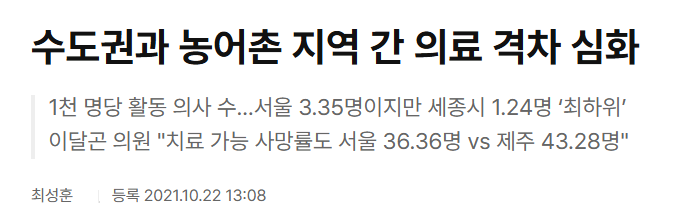 수도권과 농어촌 지역 간 의료 격차 심화
1천 명당 활동 의사 수...서울 3.35명이지만 세종시 1.24명 ‘최하위’
이달곤 의원 "치료 가능 사망률도 서울 36.36명 vs 제주 43.28명"
최성훈 등록 2021.10.22 13:08